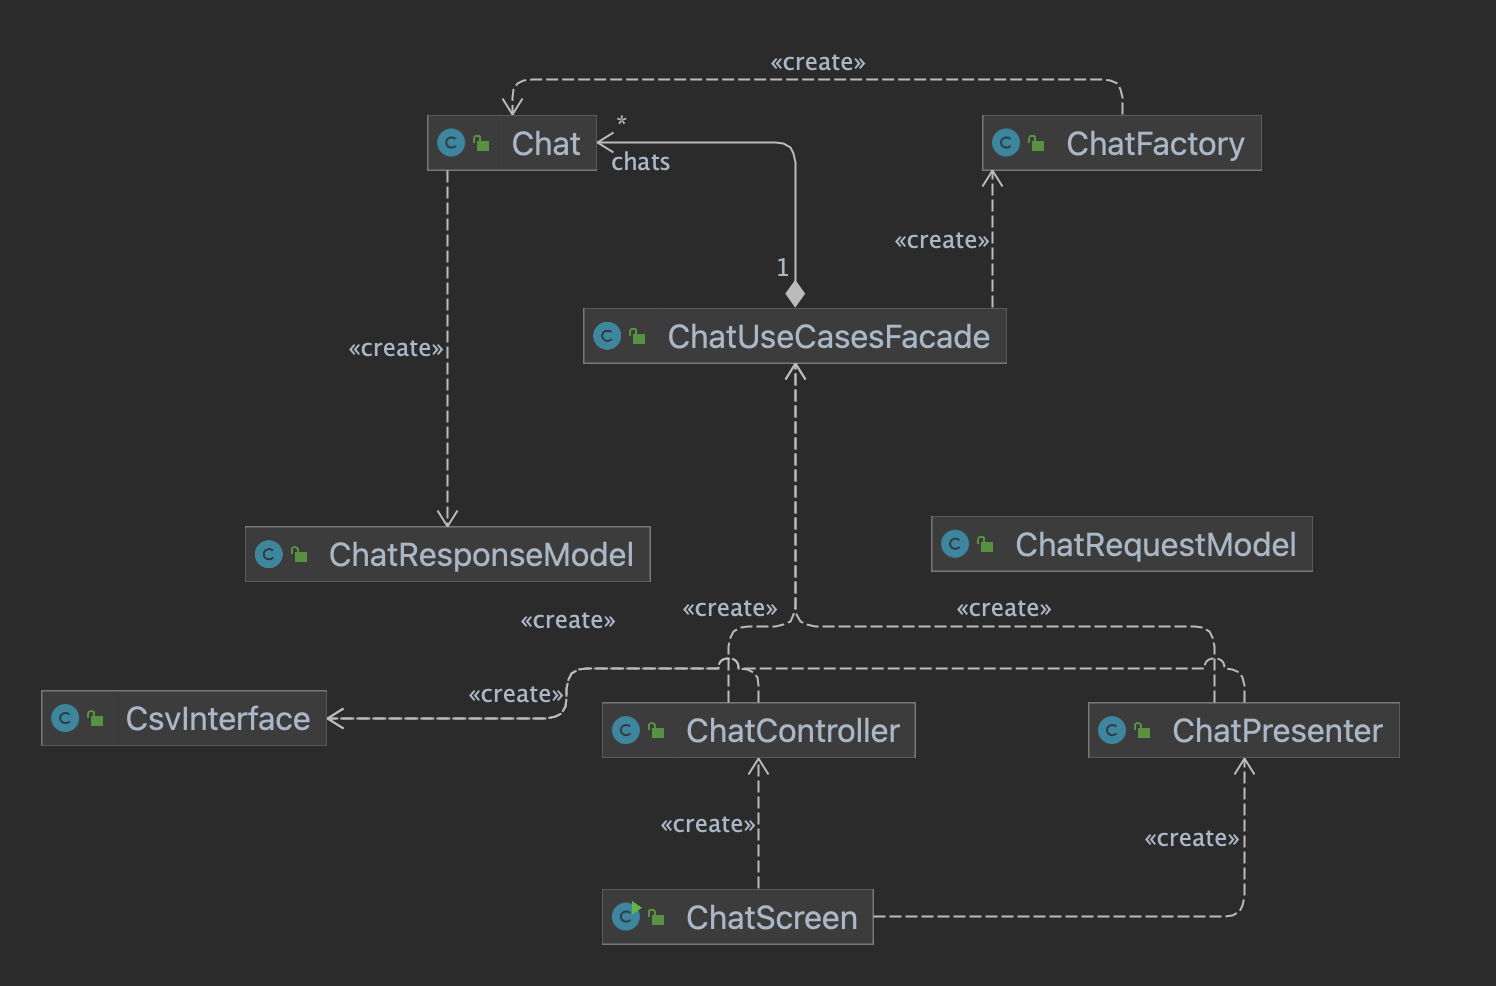 «create»
*
C Chat
C ChatFactory
chats
«create»
1
C ChatUseCasesFacade
«create»
C ChatResponseModel
C ChatRequestModel
«create»
«create»
«create»
«create»
C CsvInterface
C ChatController
C ChatPresenter
«create»
«create»
C ChatScreen